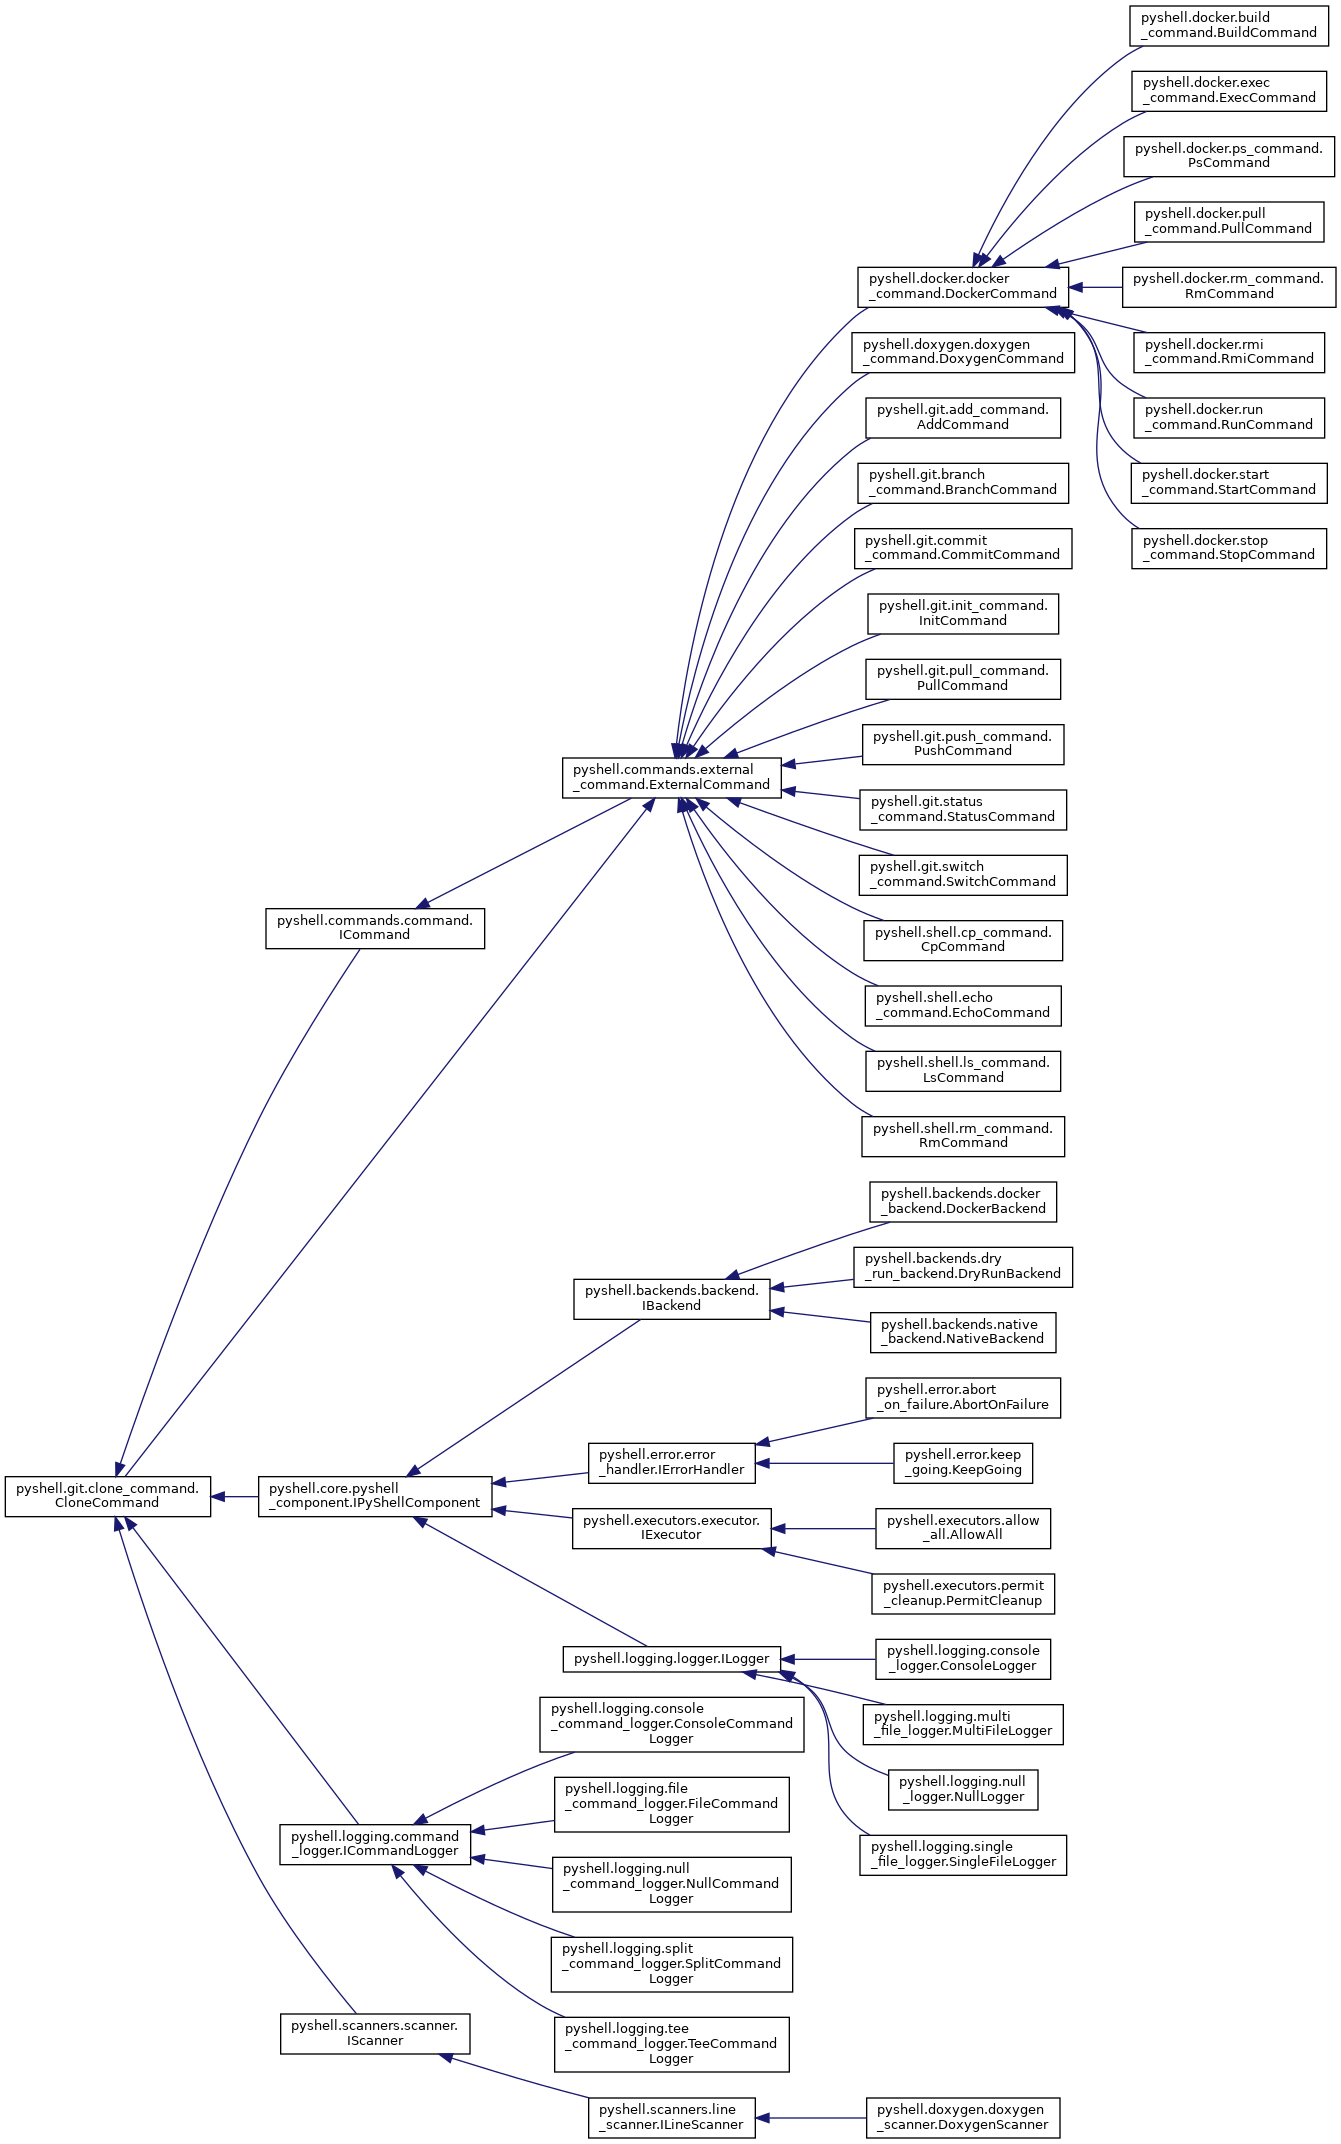 pyshell.docker.build
_command.BuildCommand
pyshell.docker.exec
_command.ExecCommand
pyshell.docker.ps_command.
PsCommand
pyshell.docker.pull
_command.PullCommand
pyshell.docker.docker
_command.DockerCommand
pyshell.docker.rm_command.
RmCommand
pyshell.doxygen.doxygen
_command.DoxygenCommand
pyshell.docker.rmi
_command.RmiCommand
pyshell.git.add_command.
AddCommand
pyshell.docker.run
_command.RunCommand
pyshell.git.branch
_command.BranchCommand
pyshell.docker.start
_command.StartCommand
pyshell.git.commit
_command.CommitCommand
pyshell.docker.stop
_command.StopCommand
pyshell.git.init_command.
InitCommand
pyshell.git.pull_command.
PullCommand
pyshell.git.push_command.
PushCommand
pyshell.commands.external
_command.ExternalCommand
pyshell.git.status
_command.StatusCommand
pyshell.git.switch
_command.SwitchCommand
pyshell.commands.command.
ICommand
pyshell.shell.cp_command.
CpCommand
pyshell.shell.echo
_command.EchoCommand
pyshell.shell.ls_command.
LsCommand
pyshell.shell.rm_command.
RmCommand
pyshell.backends.docker
_backend.DockerBackend
pyshell.backends.dry
_run_backend.DryRunBackend
pyshell.backends.backend.
IBackend
pyshell.backends.native
_backend.NativeBackend
pyshell.error.abort
_on_failure.AbortOnFailure
pyshell.error.error
_handler.IErrorHandler
pyshell.error.keep
_going.KeepGoing
pyshell.git.clone_command.
CloneCommand
pyshell.core.pyshell
_component.IPyShellComponent
pyshell.executors.executor.
IExecutor
pyshell.executors.allow
_all.AllowAll
pyshell.executors.permit
_cleanup.PermitCleanup
pyshell.logging.logger.ILogger
pyshell.logging.console
_logger.ConsoleLogger
pyshell.logging.console
_command_logger.ConsoleCommand
Logger
pyshell.logging.multi
_file_logger.MultiFileLogger
pyshell.logging.file
_command_logger.FileCommand
Logger
pyshell.logging.null
_logger.NullLogger
pyshell.logging.command
_logger.ICommandLogger
pyshell.logging.single
_file_logger.SingleFileLogger
pyshell.logging.null
_command_logger.NullCommand
Logger
pyshell.logging.split
_command_logger.SplitCommand
Logger
pyshell.scanners.scanner.
IScanner
pyshell.logging.tee
_command_logger.TeeCommand
Logger
pyshell.scanners.line
_scanner.ILineScanner
pyshell.doxygen.doxygen
_scanner.DoxygenScanner